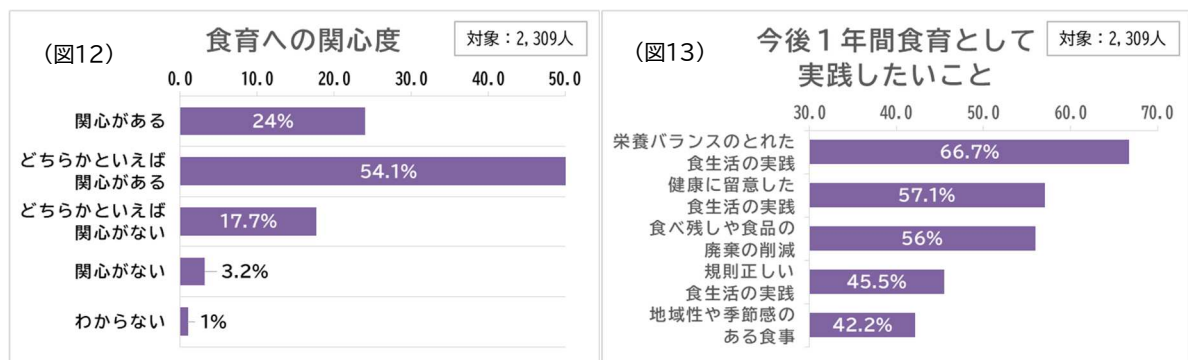 （図12）
食育への関心度
対象：2,309人
0.0 10.0 20.0 30.0 40.0 50.0
関心がある
24%
どちらかといえば
関心がある
54.1%
どちらかといえば
関心がない
17.7%
関心がない
3.2%
わからない
1%
（図13）
今後１年間食育として
実践したいこと
対象：2,309人
30.0 40.0 50.0 60.0 70.0
栄養バランスのとれた
食生活の実践
66.7%
健康に留意した
食生活の実践
57.1%
食べ残しや食品の
廃棄の削減
56%
規則正しい
食生活の実践
45.5%
地域性や季節感の
ある食事
42.2%